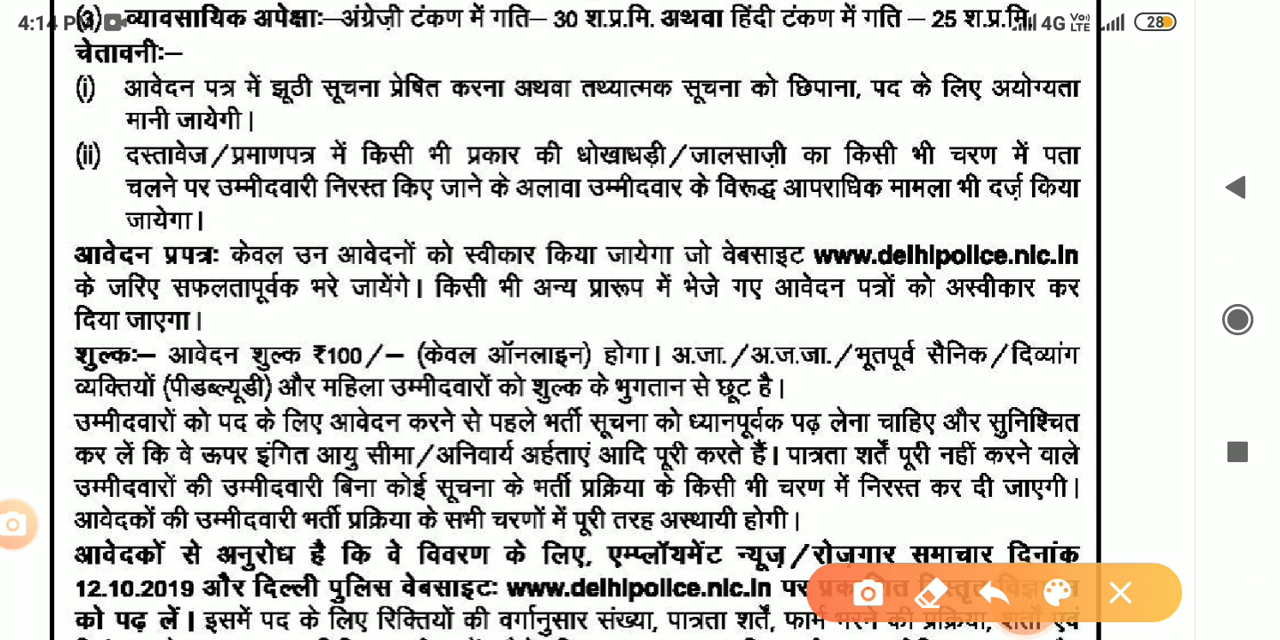 (3) व्यावसायिक अपेक्षाः–अंग्रेज़ी टंकण में गति– 30 श.प्र.मि. अथवा हिंदी टंकण में गति – 25 श.प्र.मि.
4:14 PM 4G Vo) LTE 28
चेतावनीः–
(i) आवेदन पत्र में झूठी सूचना प्रेषित करना अथवा तथ्यात्मक सूचना को छिपाना, पद के लिए अयोग्यता
मानी जायेगी।
(ii) दस्तावेज/प्रमाणपत्र में किसी भी प्रकार की धोखाधड़ी/जालसाज़ी का किसी भी चरण में पता
चलने पर उम्मीदवारी निरस्त किए जाने के अलावा उम्मीदवार के विरूद्ध आपराधिक मामला भी दर्ज़ किया
जायेगा।
आवेदन प्रपत्रः केवल उन आवेदनों को स्वीकार किया जायेगा जो वेबसाइट www.delhipolice.nic.in
के जरिए सफलतापूर्वक भरे जायेंगे। किसी भी अन्य प्रारूप में भेजे गए आवेदन पत्रों को अस्वीकार कर
दिया जाएगा।
शुल्कः– आवेदन शुल्क ₹100/– (केवल ऑनलाइन) होगा। अ.जा./अ.ज.जा./भूतपूर्व सैनिक/दिव्यांग
व्यक्तियों (पीडब्ल्यूडी) और महिला उम्मीदवारों को शुल्क के भुगतान से छूट है।
उम्मीदवारों को पद के लिए आवेदन करने से पहले भर्ती सूचना को ध्यानपूर्वक पढ़ लेना चाहिए और सुनिश्चित
कर लें कि वे ऊपर इंगित आयु सीमा/अनिवार्य अर्हताएं आदि पूरी करते हैं। पात्रता शर्तें पूरी नहीं करने वाले
उम्मीदवारों की उम्मीदवारी बिना कोई सूचना के भर्ती प्रक्रिया के किसी भी चरण में निरस्त कर दी जाएगी।
आवेदकों की उम्मीदवारी भर्ती प्रक्रिया के सभी चरणों में पूरी तरह अस्थायी होगी।
आवेदकों से अनुरोध है कि वे विवरण के लिए, एम्प्लॉयमेंट न्यूज़/रोज़गार समाचार दिनांक
12.10.2019 और दिल्ली पुलिस वेबसाइटः www.delhipolice.nic.in पर
को पढ़ लें। इसमें पद के लिए रिक्तियों की वर्गानुसार संख्या, पात्रता शर्तें, फार्म भरने की प्रक्रिया, शर्तों एवं